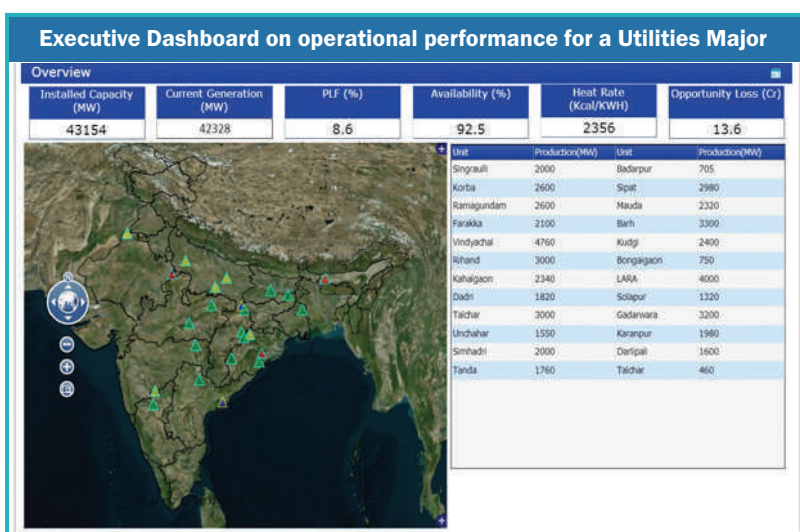 Executive Dashboard on operational performance for a Utilities Major
Overview
Installed Capacity (MW)
43154
Current Generation (MW)
42328
PLF (%)
8.6
Availability (%)
92.5
Heat Rate (Kcal/KWH)
2356
Opportunity Loss (Cr)
13.6
Unit Production(MW) Unit Production(MW)
Singrauli 2000 Badarpur 705
Korba 2600 Sipat 2980
Ramagundam 2600 Mauda 2320
Farakka 2100 Barh 3300
Vindyachal 4760 Kudgi 2400
Rihand 3000 Bongaigaon 750
Kahalgaon 2340 LARA 4000
Dadri 1820 Solapur 1320
Talchar 3000 Gadarwara 3200
Unchahar 1550 Karanpur 1980
Simhadri 2000 Darlipali 1600
Tanda 1760 Talchar 460
N